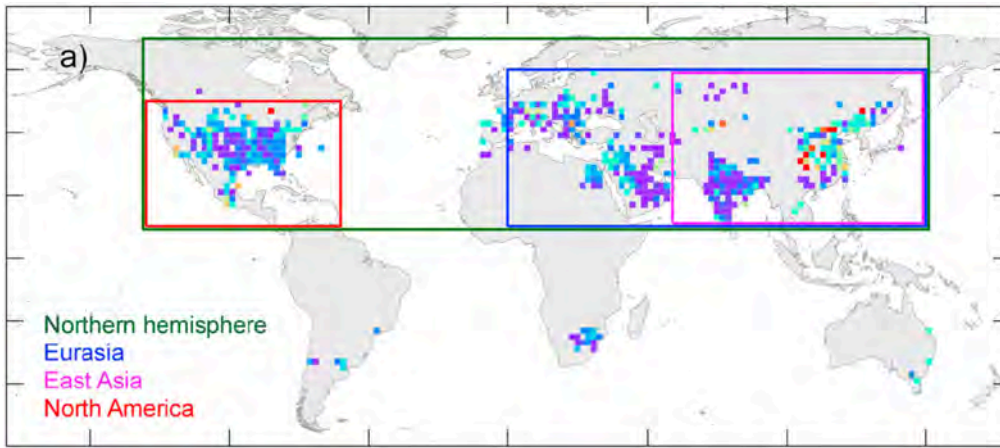 a)
Northern hemisphere
Eurasia
East Asia
North America